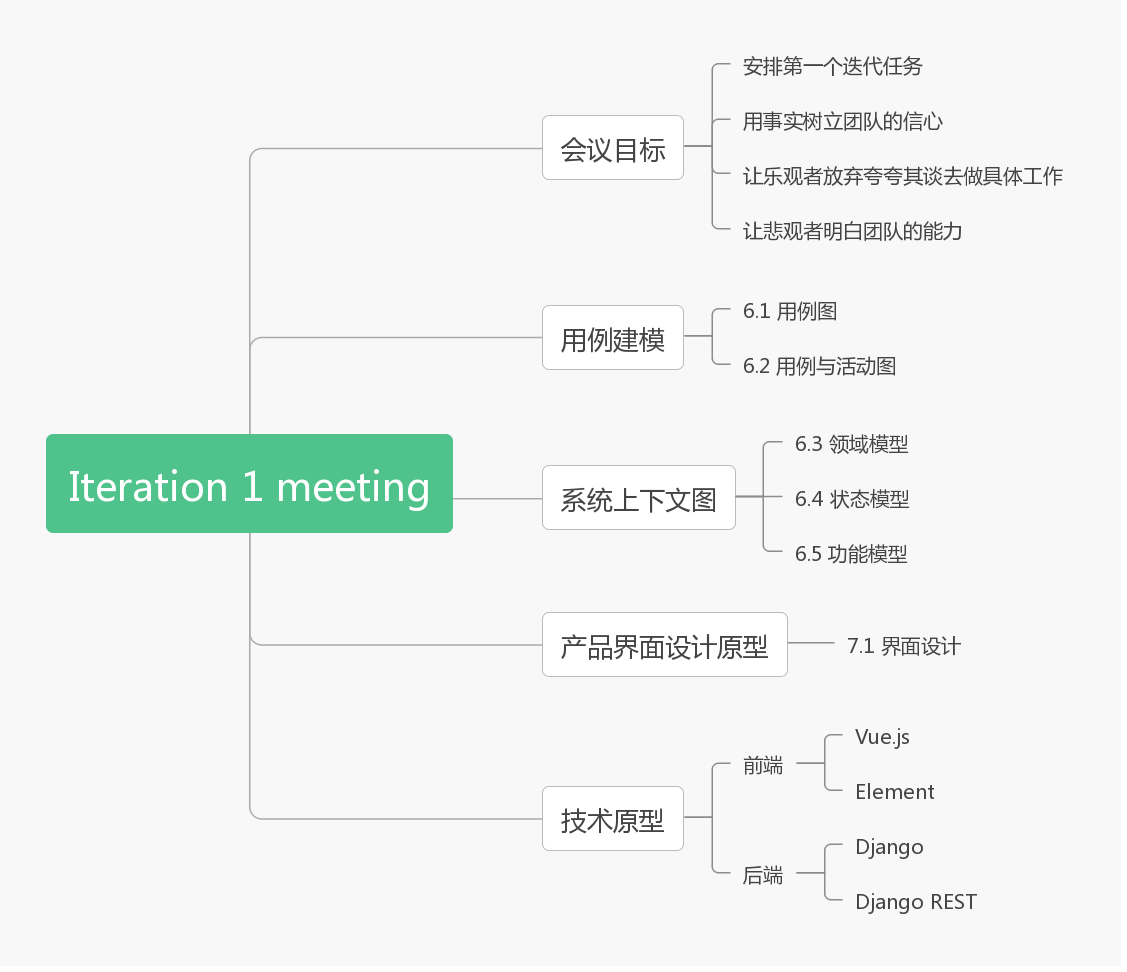 Iteration 1 meeting
会议目标
安排第一个迭代任务
用事实树立团队的信心
让乐观者放弃夸夸其谈去做具体工作
让悲观者明白团队的能力
用例建模
6.1 用例图
6.2 用例与活动图
系统上下文图
6.3 领域模型
6.4 状态模型
6.5 功能模型
产品界面设计原型
7.1 界面设计
技术原型
前端
Vue.js
Element
后端
Django
Django REST